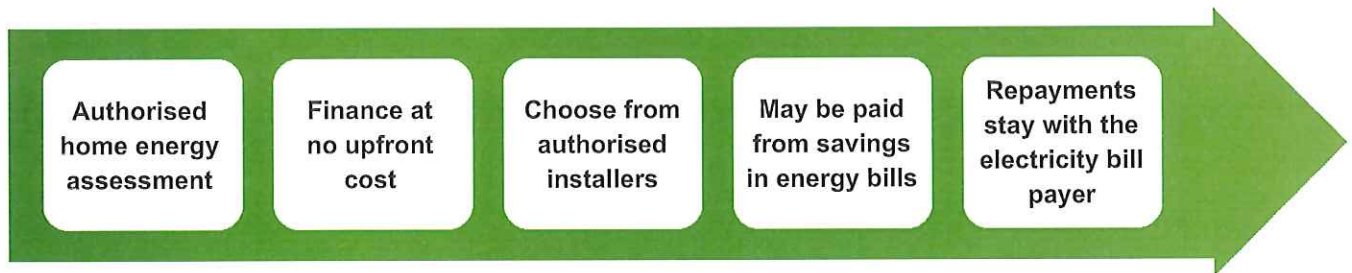 Authorised
home energy
assessment
Finance at
no upfront
cost
Choose from
authorised
installers
May be paid
from savings
in energy bills
Repayments
stay with the
electricity bill
payer